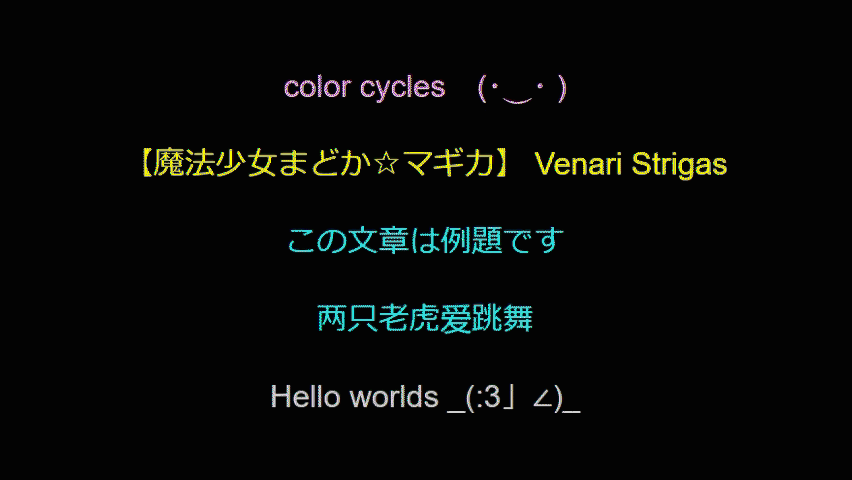 color cycles　(･‿･ )
【魔法少女まどか☆マギカ】 Venari Strigas
この文章は例題です
两只老虎爱跳舞
Hello worlds _(:3」∠)_